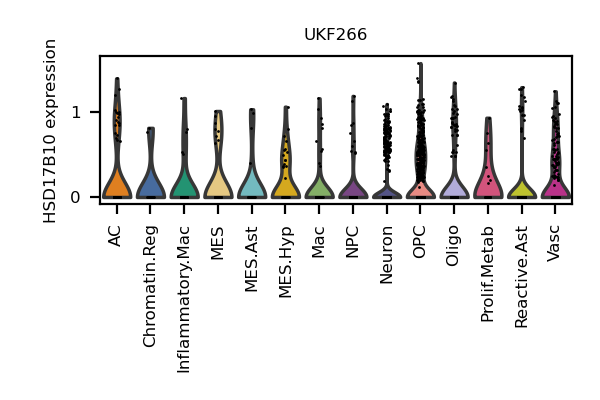 UKF266
HSD17B10 expression
1
0
AC
Chromatin.Reg
Inflammatory.Mac
MES
MES.Ast
MES.Hyp
Mac
NPC
Neuron
OPC
Oligo
Prolif.Metab
Reactive.Ast
Vasc